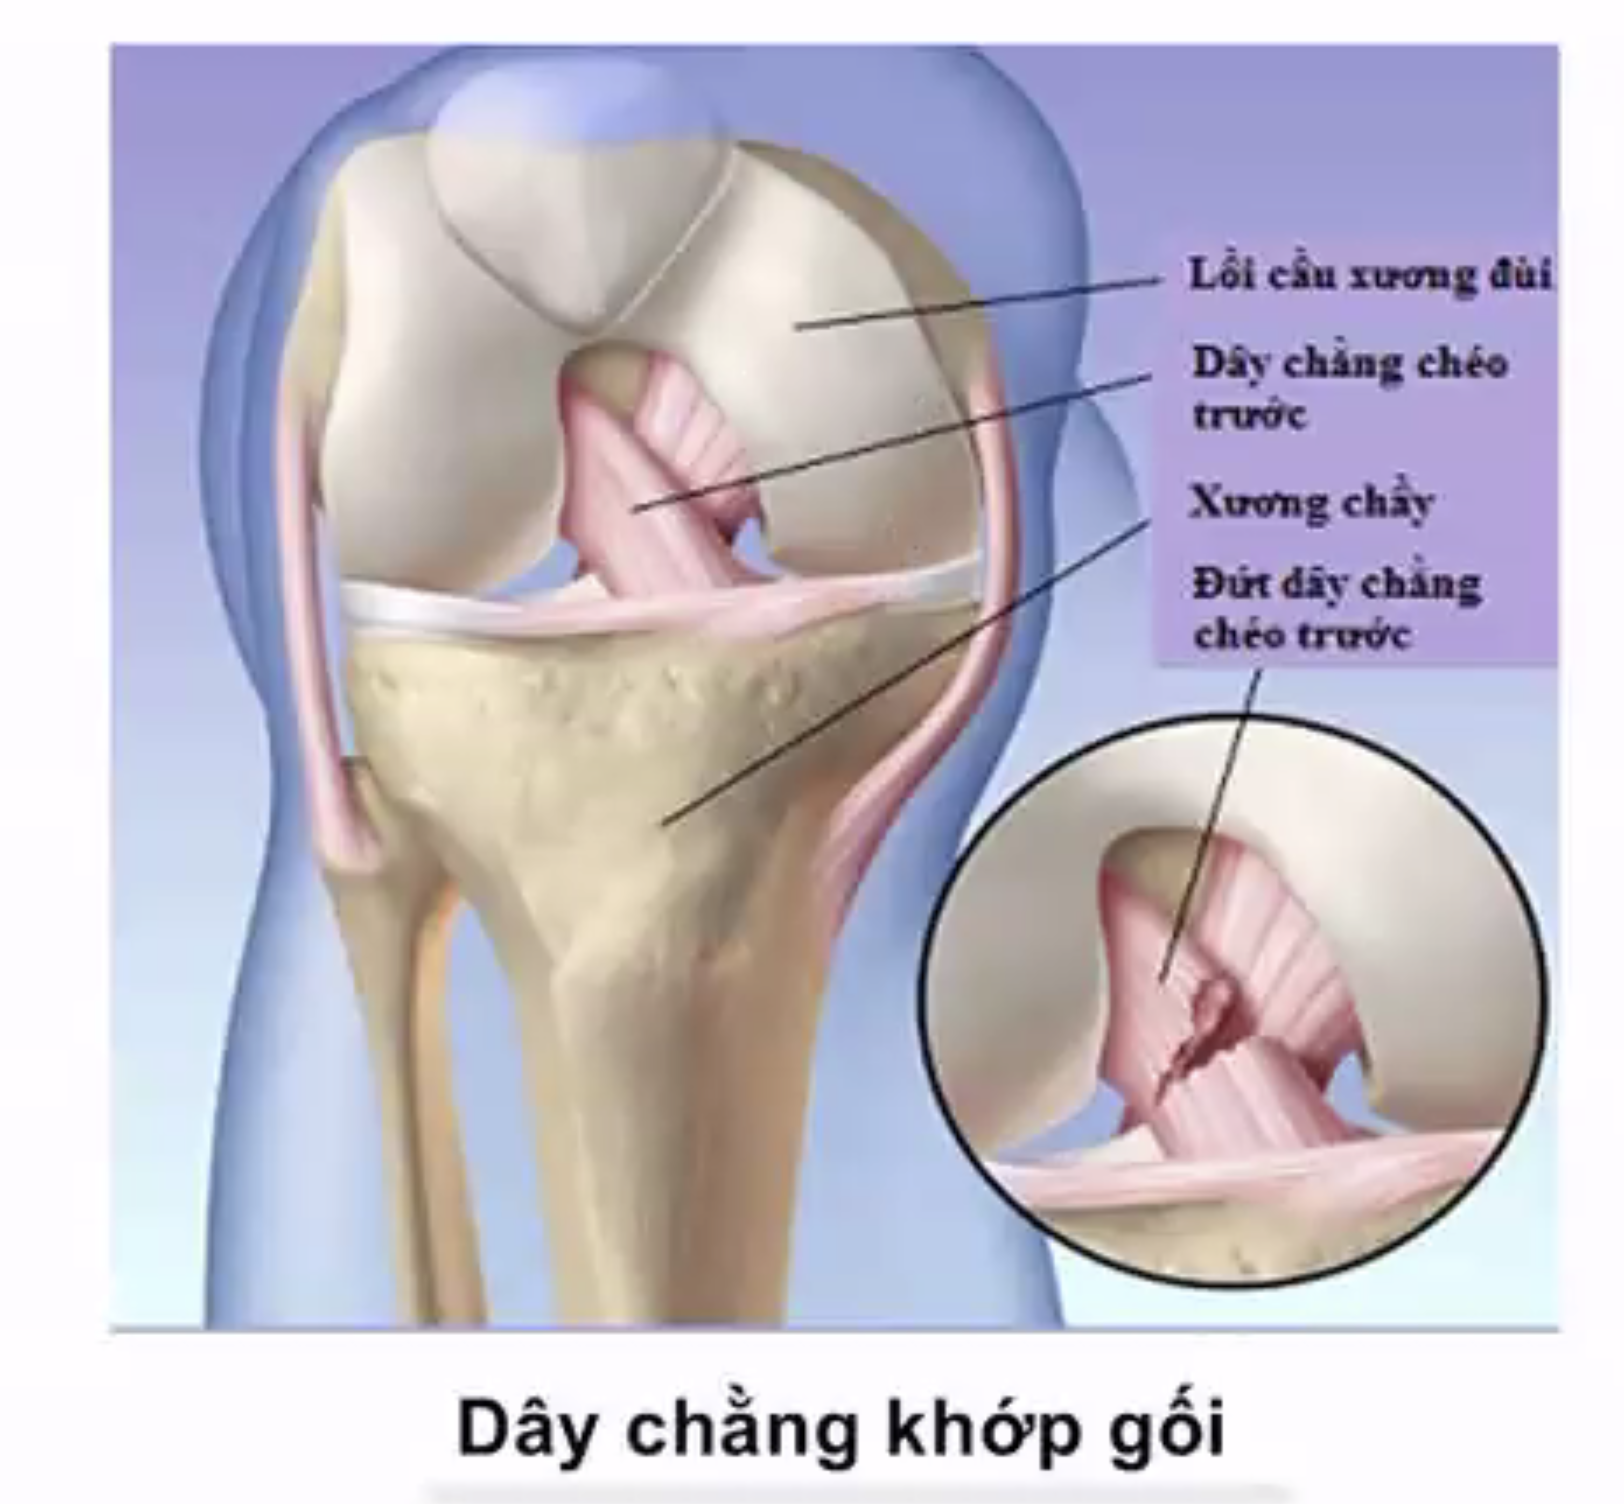 Lồi cầu xương đùi
Dây chằng chéo
trước
Xương chầy
Đứt dây chằng
chéo trước
Dây chằng khớp gối